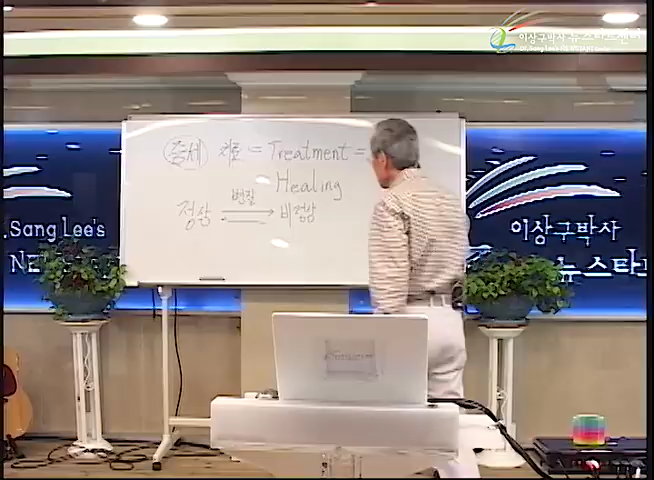 이상구박사 뉴스타트센터
증세 치료 = Treatment =
Healing
변질
정상 비정상
.Sang Lee's
NE
이상구박사
뉴스타트